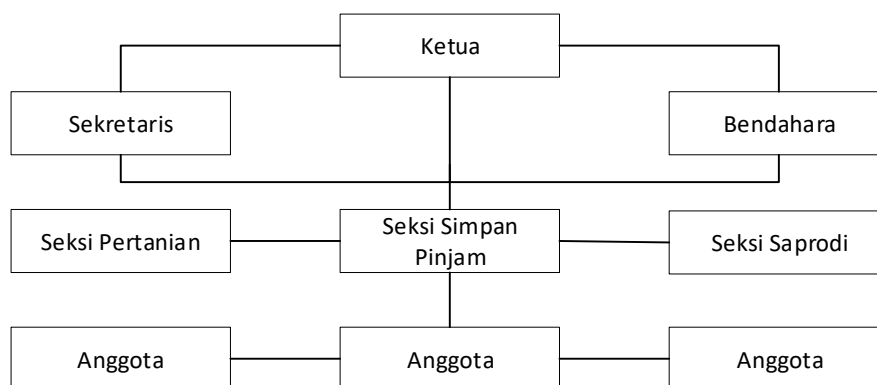 Ketua
Sekretaris
Bendahara
Seksi Pertanian
Seksi Simpan
Pinjam
Seksi Saprodi
Anggota
Anggota
Anggota